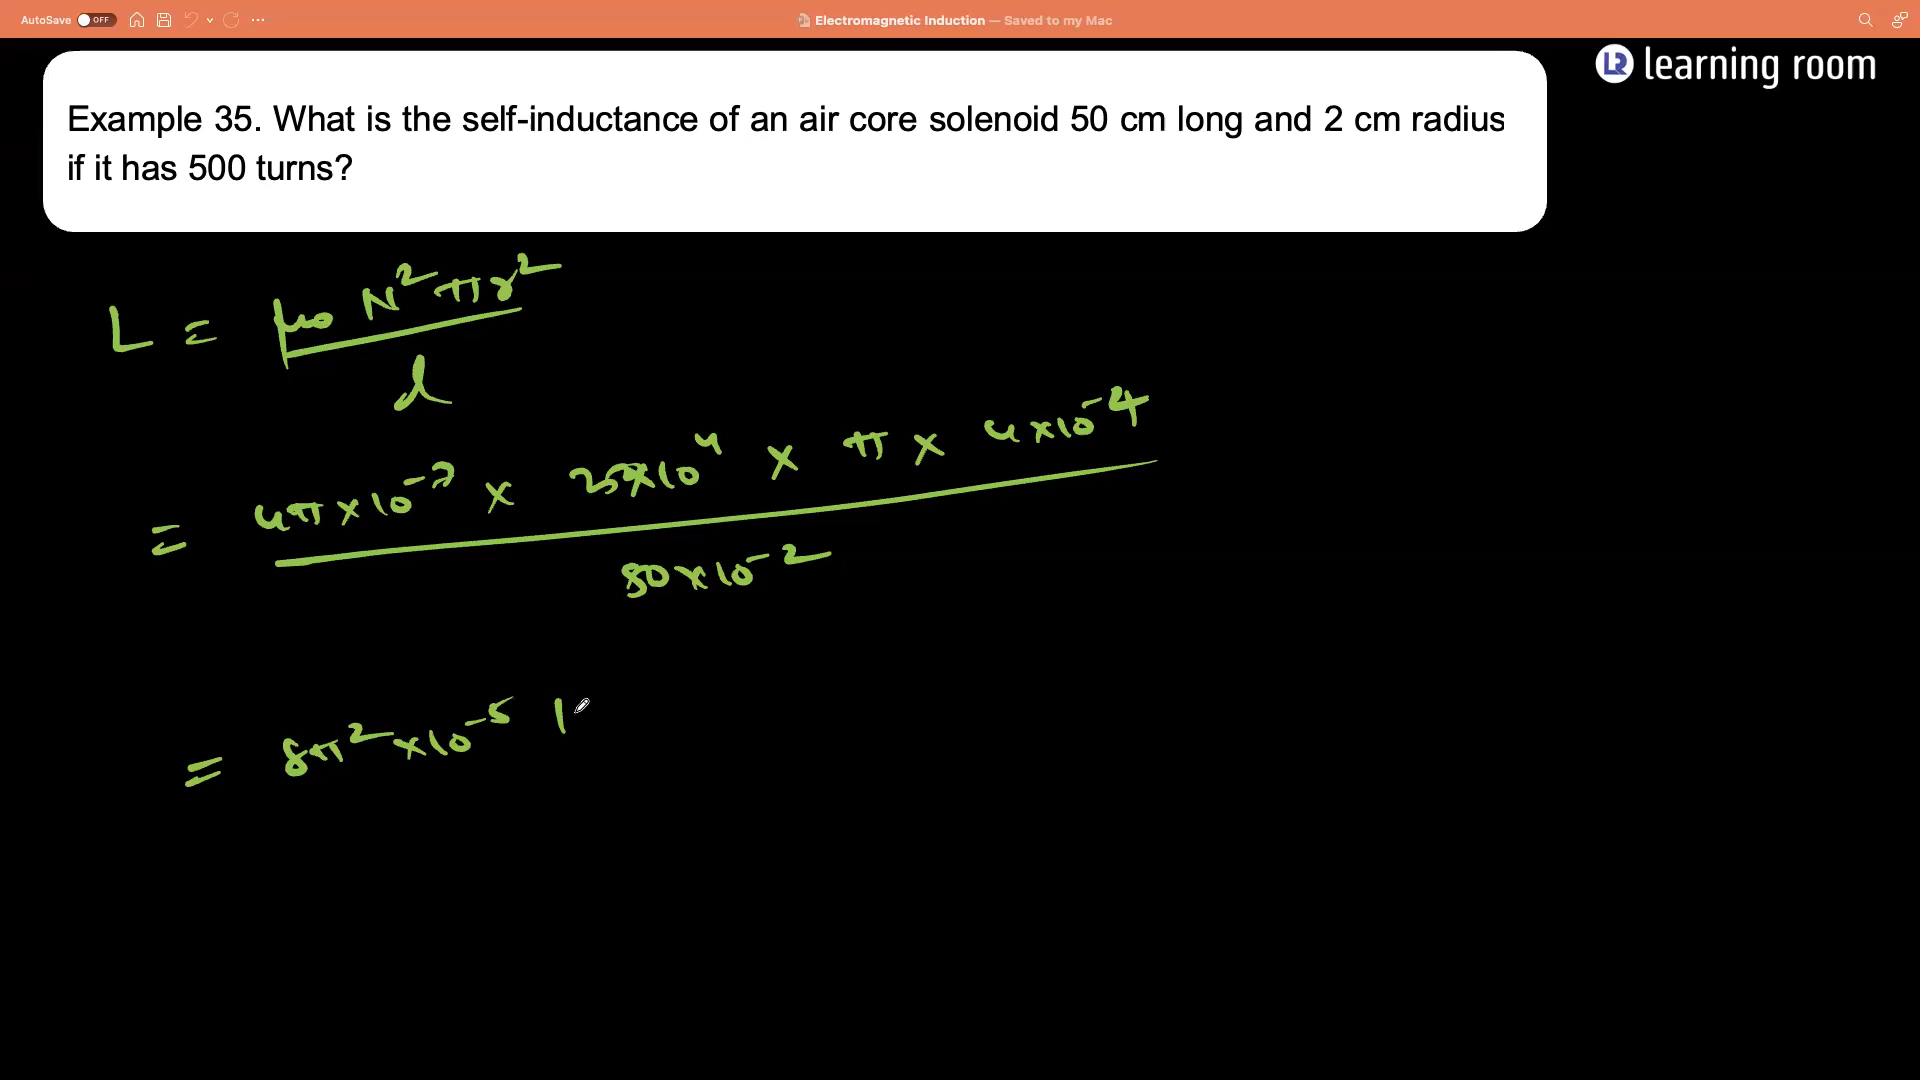 AutoSave OFF
Electromagnetic Induction — Saved to my Mac
LR learning room
Example 35. What is the self-inductance of an air core solenoid 50 cm long and 2 cm radius
if it has 500 turns?
L = μ₀ N² π r² / l
= 4π × 10⁻⁷ × 25 × 10⁴ × π × 4 × 10⁻⁴ / 50 × 10⁻²
= 8π² × 10⁻⁵